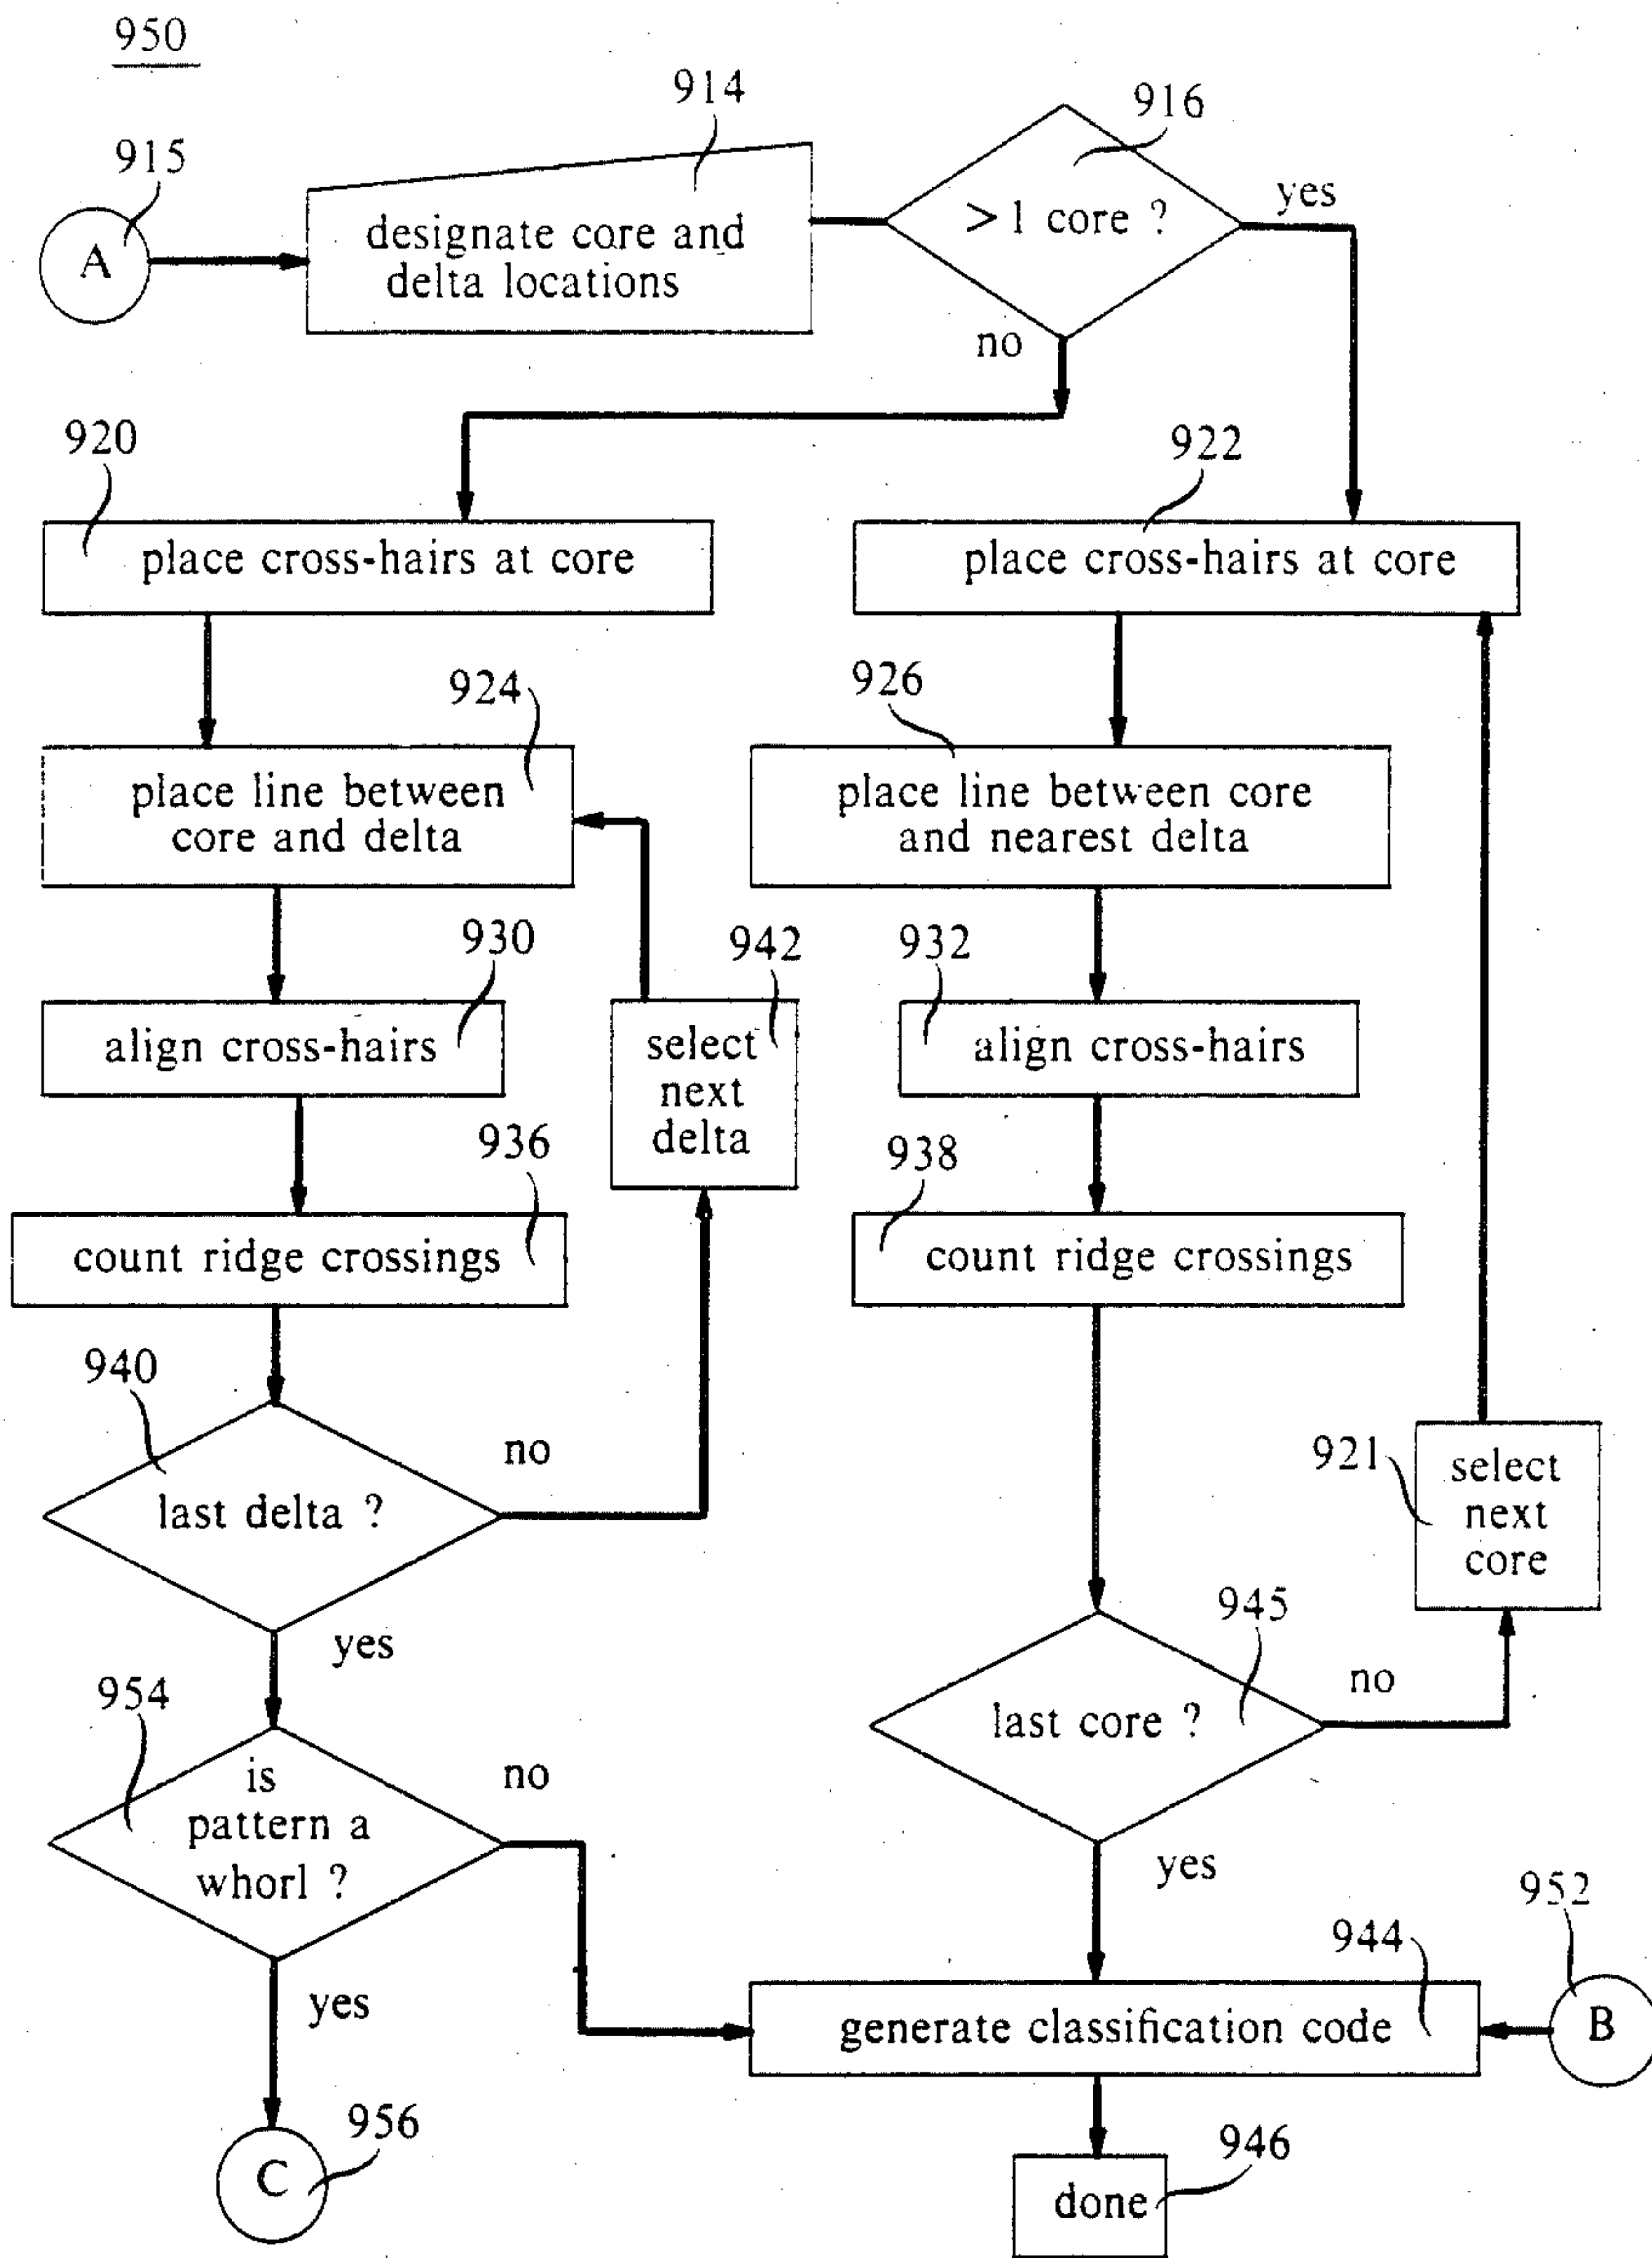 950
914
916
915
yes
A
designate core and
delta locations
> 1 core ?
no
920
922
place cross-hairs at core
place cross-hairs at core
924
926
place line between
core and delta
place line between core
and nearest delta
930
942
932
align cross-hairs
select
next
delta
align cross-hairs
936
938
count ridge crossings
count ridge crossings
940
no
last delta ?
921
select
next
core
yes
945
954
no
last core ?
is
pattern a
whorl ?
no
yes
952
944
yes
generate classification code
B
956
946
C
done